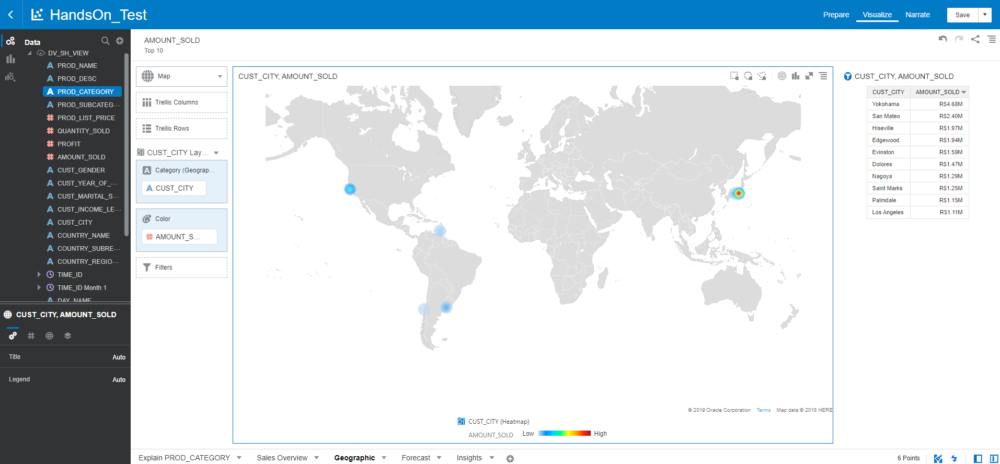 HandsOn_Test
Prepare
Visualize
Narrate
Save
Data
DV_SH_VIEW
PROD_NAME
PROD_DESC
PROD_CATEGORY
PROD_SUBCATEG...
PROD_LIST_PRICE
QUANTITY_SOLD
PROFIT
AMOUNT_SOLD
CUST_GENDER
CUST_YEAR_OF_...
CUST_MARITAL_S...
CUST_INCOME_LE...
CUST_CITY
COUNTRY_NAME
COUNTRY_SUBRE...
COUNTRY_REGIO...
TIME_ID
TIME_ID Month 1
DAY_NAME
CUST_CITY, AMOUNT_SOLD
Title Auto
Legend Auto
AMOUNT_SOLD
Top 10
Map
Trellis Columns
Trellis Rows
CUST_CITY Lay...
Category (Geograp...
CUST_CITY
Color
AMOUNT_S...
Filters
CUST_CITY, AMOUNT_SOLD
© 2019 Oracle Corporation Terms Map data © 2018 HERE
CUST_CITY (Heatmap)
AMOUNT_SOLD Low High
CUST_CITY, AMOUNT_SOLD
CUST_CITY AMOUNT_SOLD
Yokohama R$4.68M
San Mateo R$2.40M
Hiseville R$1.97M
Edgewood R$1.94M
Evinston R$1.59M
Dolores R$1.47M
Nagoya R$1.29M
Saint Marks R$1.25M
Palmdale R$1.15M
Los Angeles R$1.11M
Explain PROD_CATEGORY
Sales Overview
Geographic
Forecast
Insights
6 Points